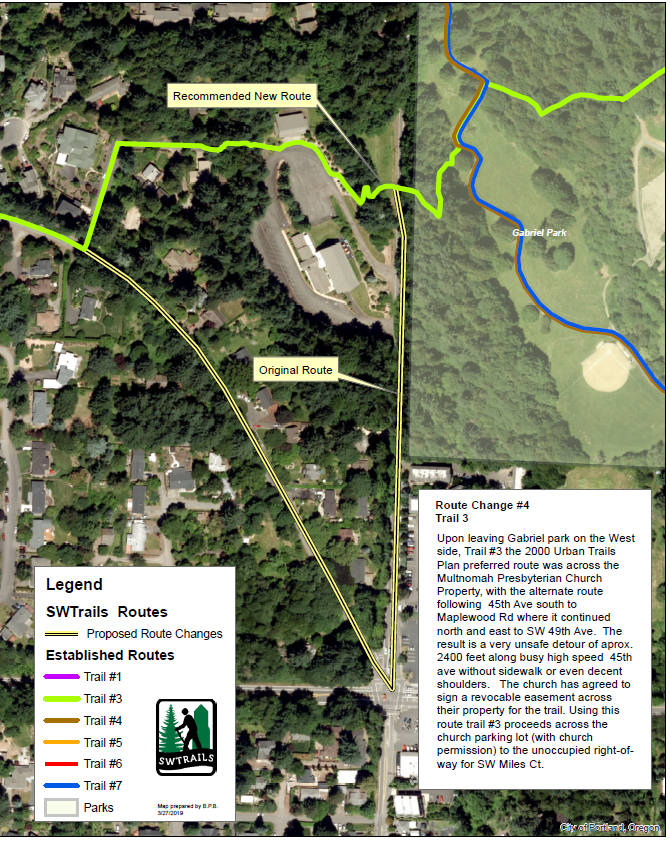 Recommended New Route
Gabriel Park
Original Route
Route Change #4
Trail 3
Upon leaving Gabriel park on the West
side, Trail #3 the 2000 Urban Trails
Plan preferred route was across the
Multnomah Presbyterian Church
Property, with the alternate route
following 45th Ave south to
Maplewood Rd where it continued
north and east to SW 49th Ave. The
result is a very unsafe detour of aprox.
2400 feet along busy high speed 45th
ave without sidewalk or even decent
shoulders. The church has agreed to
sign a revocable easement across
their property for the trail. Using this
route trail #3 proceeds across the
church parking lot (with church
permission) to the unoccupied right-of-
way for SW Miles Ct.
Legend
SWTrails Routes
Proposed Route Changes
Established Routes
Trail #1
Trail #3
Trail #4
Trail #5
Trail #6
Trail #7
Parks
SWTRAILS
Map prepared by B.P.B.
3/27/2019
City of Portland, Oregon